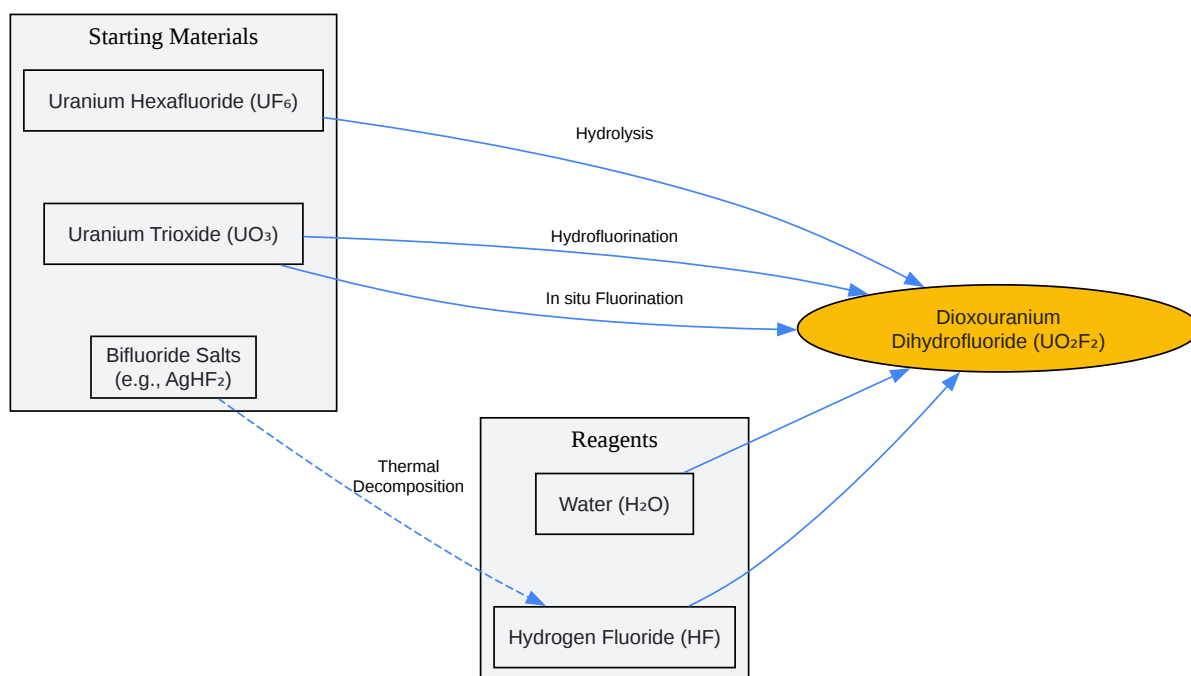 Starting Materials
Uranium Hexafluoride (UF₆)
Hydrolysis
Uranium Trioxide (UO₃)
Hydrofluorination
In situ Fluorination
Dioxouranium
Dihydrofluoride (UO₂F₂)
Bifluoride Salts
(e.g., AgHF₂)
Thermal
Decomposition
Reagents
Water (H₂O)
Hydrogen Fluoride (HF)